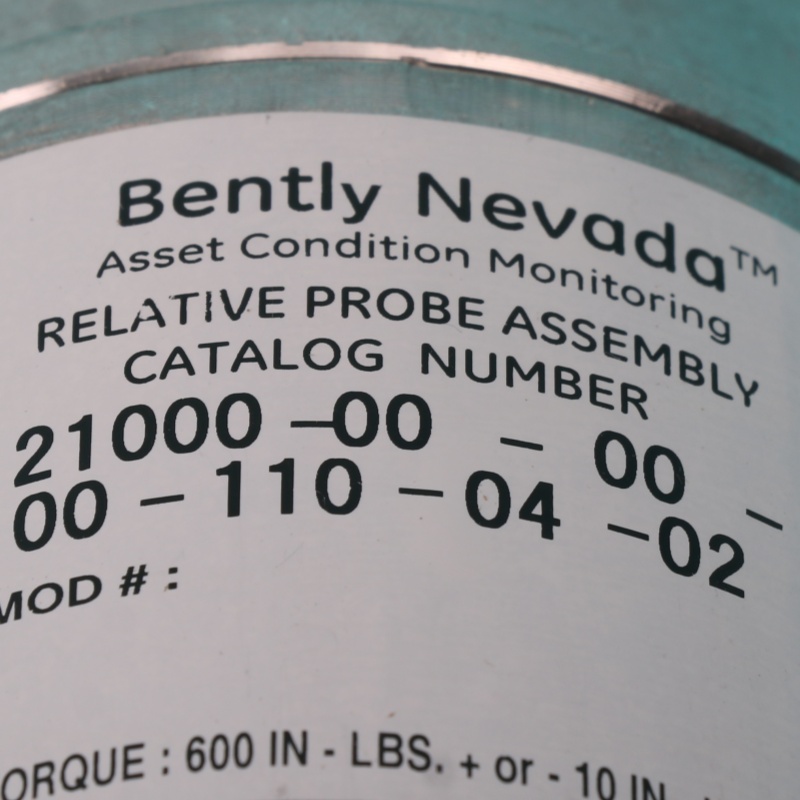 Bently Nevada™
Asset Condition Monitoring
RELATIVE PROBE ASSEMBLY
CATALOG NUMBER
21000 –00 – 00 –
00 – 110 – 04 –02
MOD # :
ORQUE : 600 IN - LBS. + or - 10 IN